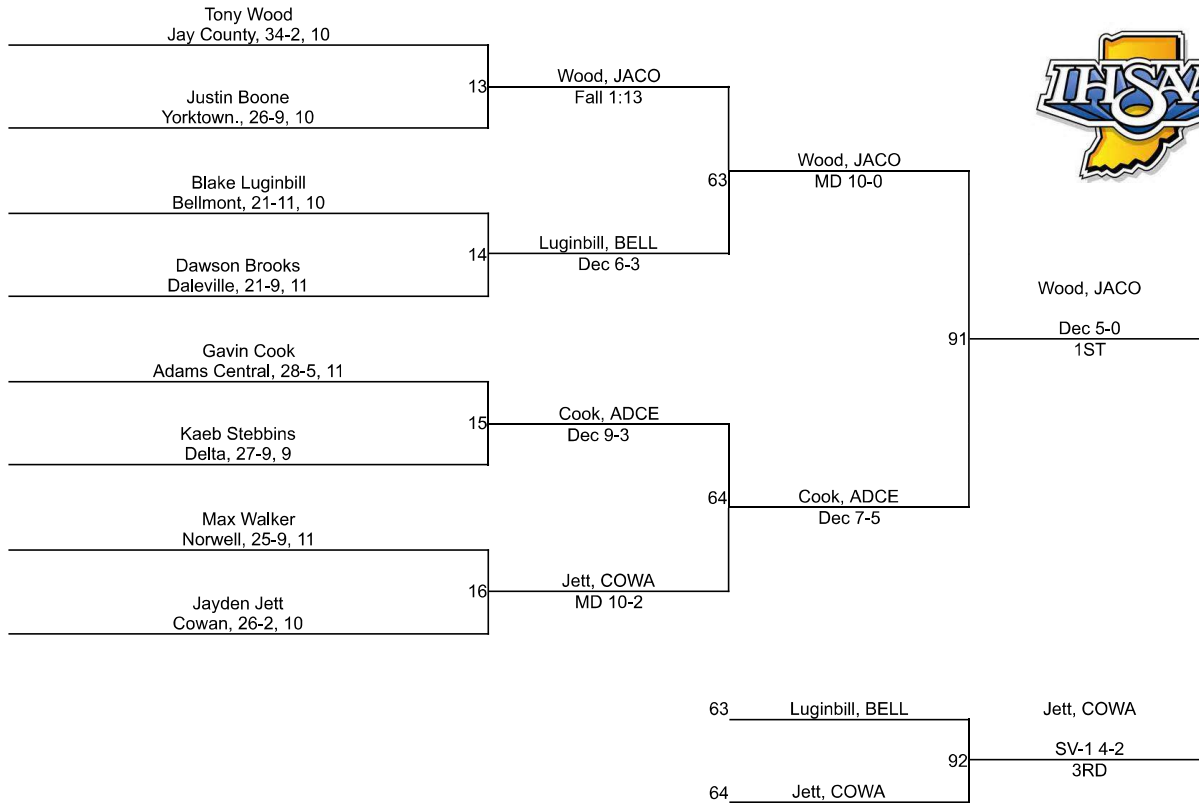 Tony Wood
Jay County, 34-2, 10
13
Wood, JACO
Fall 1:13
Justin Boone
Yorktown., 26-9, 10
63
Wood, JACO
MD 10-0
Blake Luginbill
Bellmont, 21-11, 10
14
Luginbill, BELL
Dec 6-3
Dawson Brooks
Daleville, 21-9, 11
91
Wood, JACO
Dec 5-0
1ST
Gavin Cook
Adams Central, 28-5, 11
15
Cook, ADCE
Dec 9-3
Kaeb Stebbins
Delta, 27-9, 9
64
Cook, ADCE
Dec 7-5
Max Walker
Norwell, 25-9, 11
16
Jett, COWA
MD 10-2
Jayden Jett
Cowan, 26-2, 10
63
Luginbill, BELL
92
Jett, COWA
SV-1 4-2
3RD
64
Jett, COWA
IHSAA